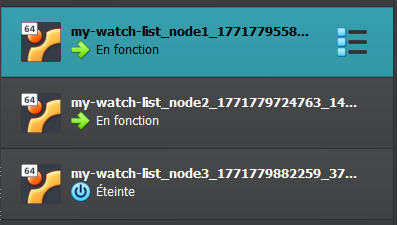 64
my-watch-list_node1_1771779558...
En fonction
64
my-watch-list_node2_1771779724763_14...
En fonction
64
my-watch-list_node3_1771779882259_37...
Éteinte